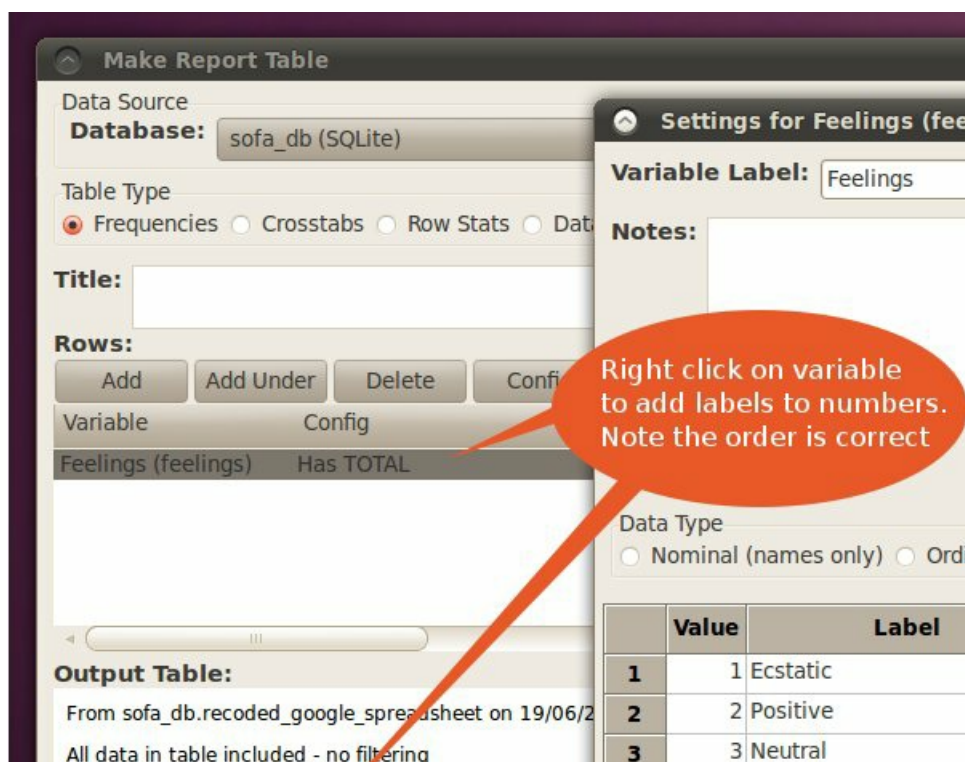 Make Report Table
Data Source
Database: sofa_db (SQLite)
Table Type
Frequencies Crosstabs Row Stats
Title:
Rows:
Add Add Under Delete
Variable Config
Feelings (feelings) Has TOTAL
Output Table:
From sofa_db.recoded_google_spreadsheet on 19/06/2
All data in table included - no filtering
Settings for Feelings
Variable Label: Feelings
Notes:
Right click on variable
to add labels to numbers.
Note the order is correct
Data Type
Nominal (names only)
Value Label
1 1 Ecstatic
2 2 Positive
3 3 Neutral